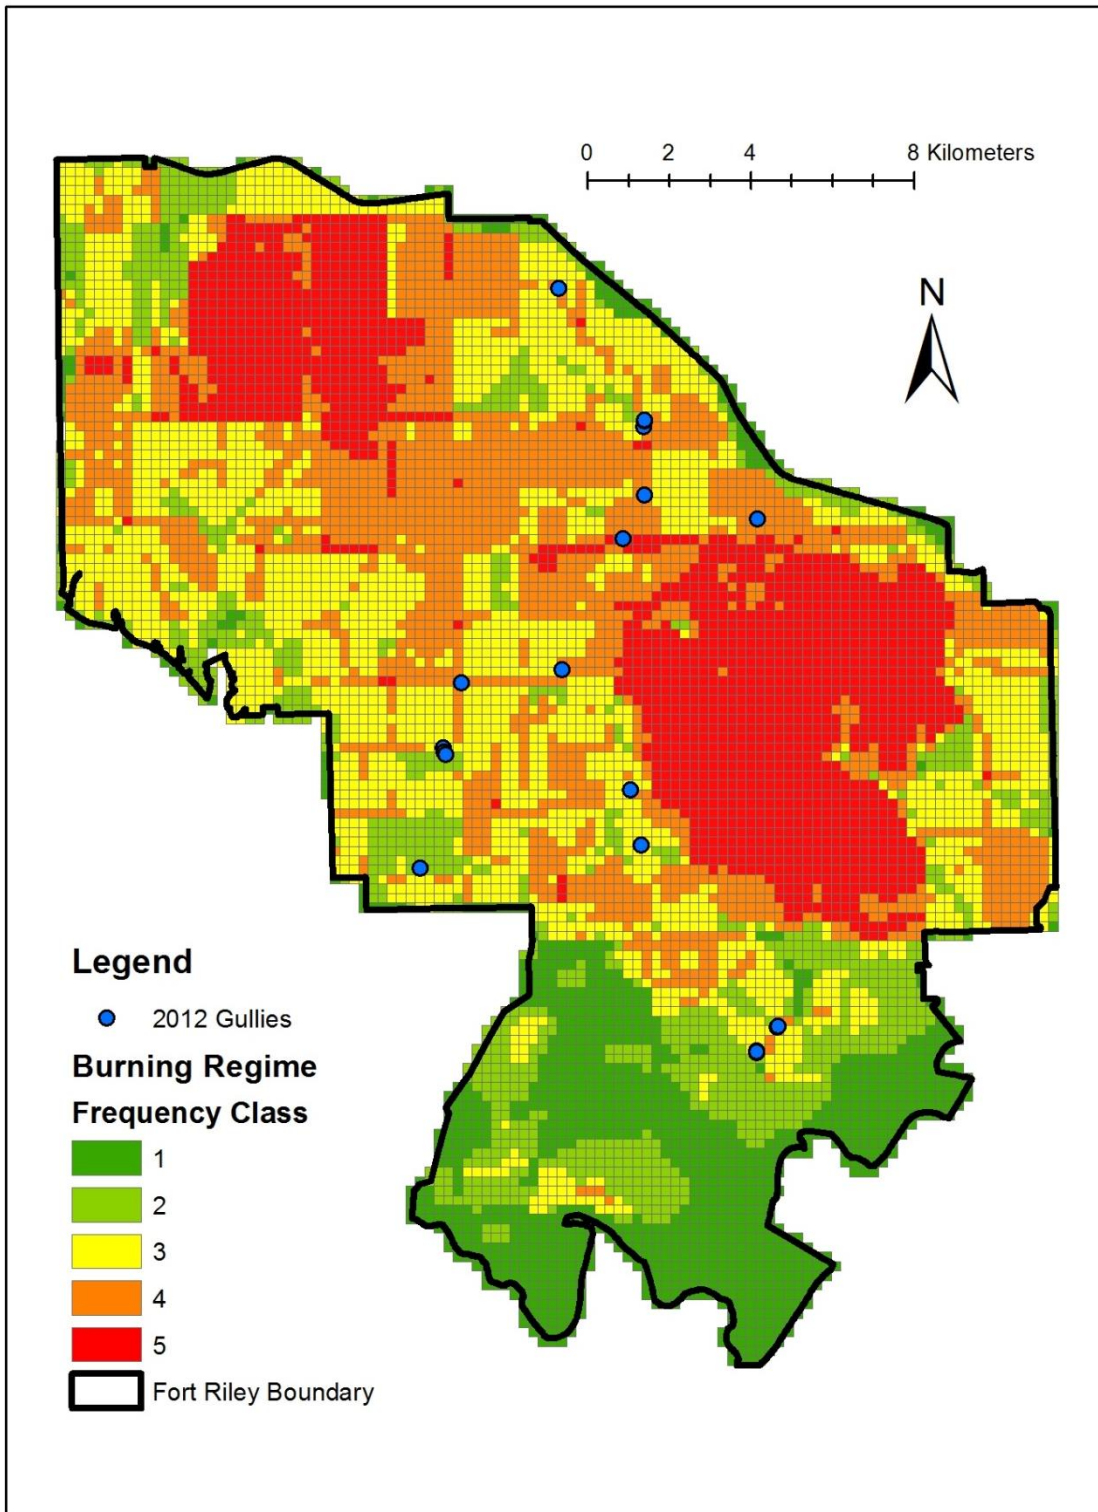 0 2 4 8 Kilometers
N
Legend
2012 Gullies
Burning Regime
Frequency Class
1
2
3
4
5
Fort Riley Boundary